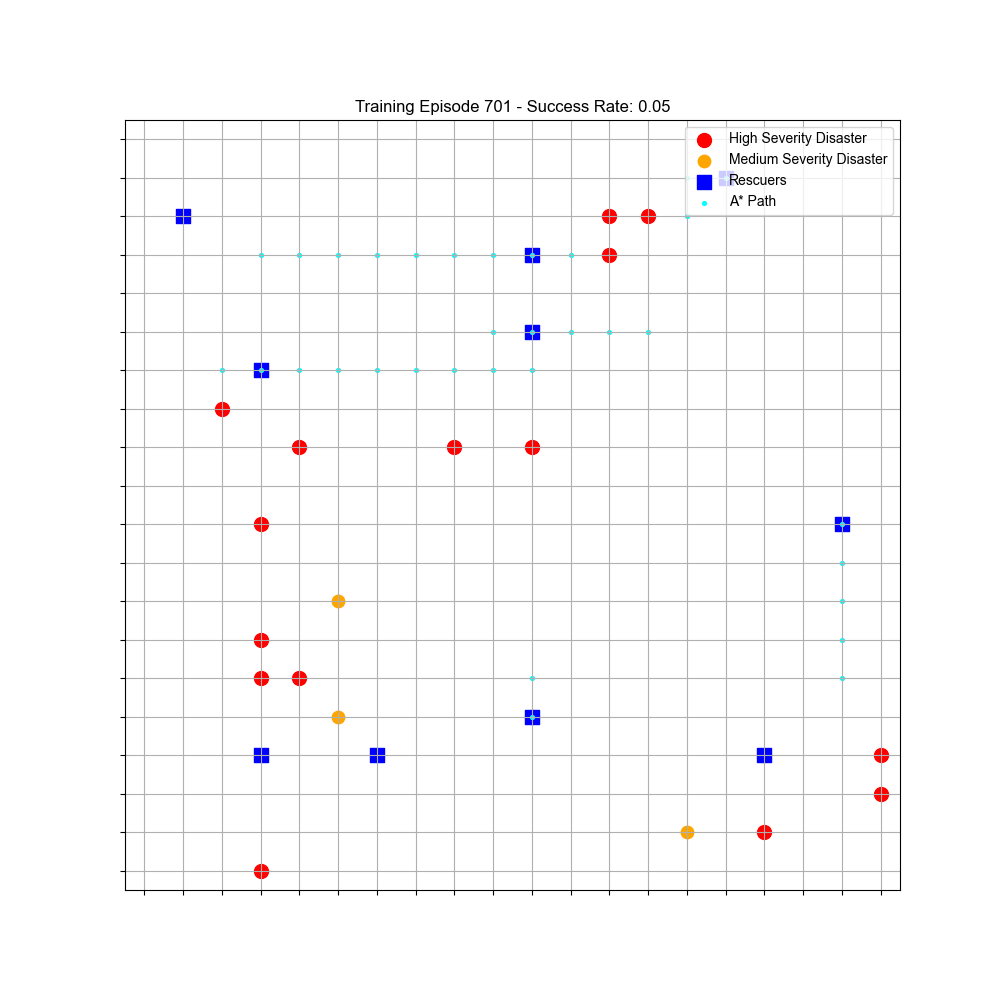 Training Episode 701 - Success Rate: 0.05
High Severity Disaster
Medium Severity Disaster
Rescuers
A* Path